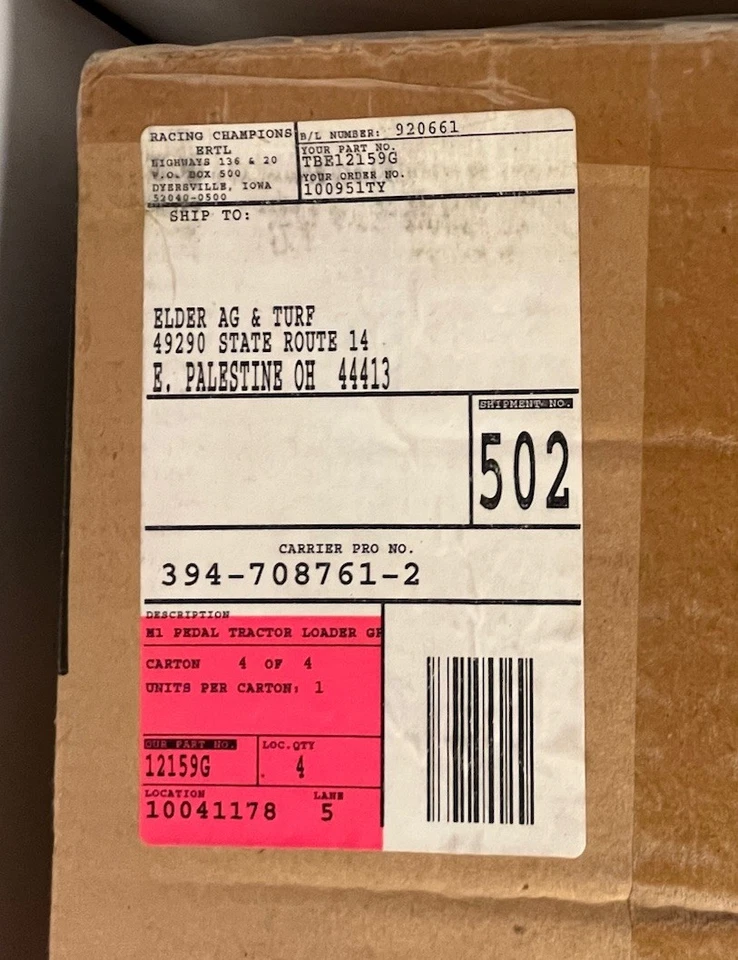 RACING CHAMPIONS
ERTL
HIGHWAYS 136 & 20
P.O. BOX 500
DYERSVILLE, IOWA
52040-0500
B/L NUMBER: 920661
YOUR PART NO.
TBE12159G
YOUR ORDER NO.
100951TY
SHIP TO:
ELDER AG & TURF
49290 STATE ROUTE 14
E. PALESTINE OH 44413
SHIPMENT NO.
502
CARRIER PRO NO.
394-708761-2
DESCRIPTION
M1 PEDAL TRACTOR LOADER GR
CARTON 4 OF 4
UNITS PER CARTON: 1
OUR PART NO.
12159G
LOC.QTY
4
LOCATION
10041178
LANE
5